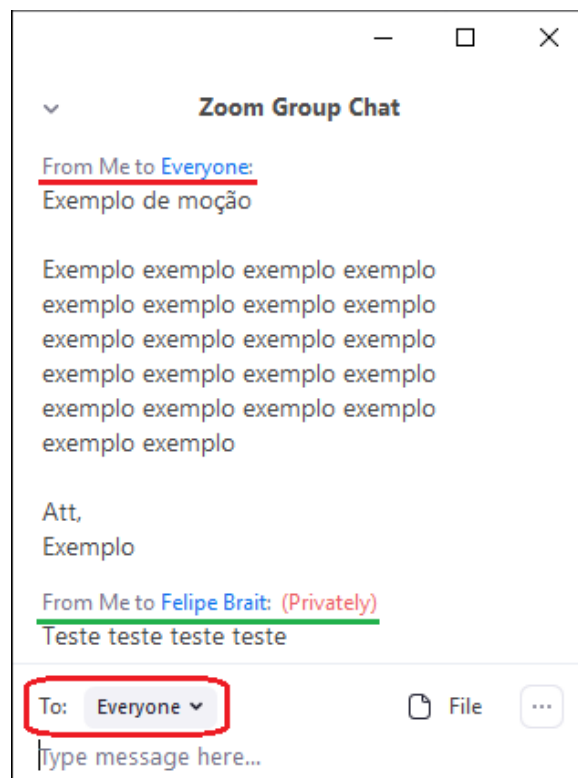 Zoom Group Chat
From Me to Everyone:
Exemplo de moção
Exemplo exemplo exemplo exemplo
exemplo exemplo exemplo exemplo
exemplo exemplo exemplo exemplo
exemplo exemplo exemplo exemplo
exemplo exemplo exemplo exemplo
exemplo exemplo
Att,
Exemplo
From Me to Felipe Brait: (Privately)
Teste teste teste teste
To: Everyone File
Type message here...